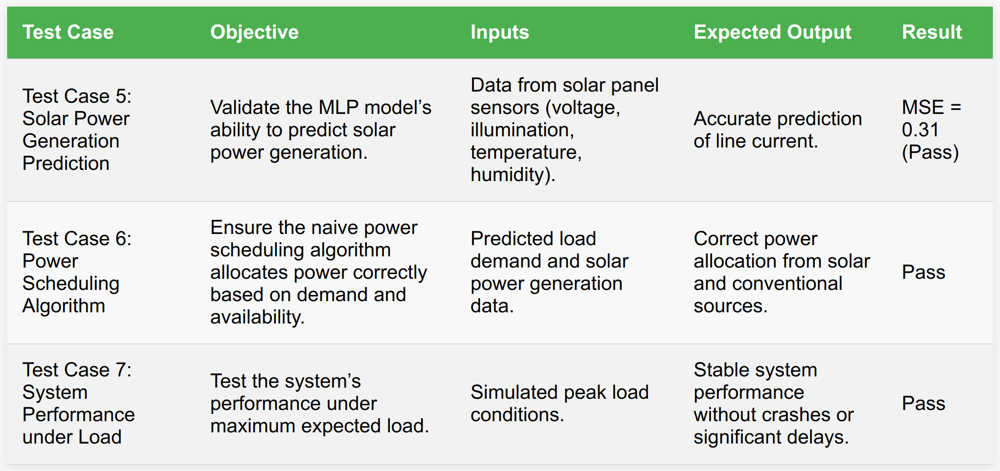 Test Case
Objective
Inputs
Expected Output
Result
Test Case 5:
Solar Power
Generation
Prediction
Validate the MLP model’s
ability to predict solar
power generation.
Data from solar panel
sensors (voltage,
illumination,
temperature,
humidity).
Accurate prediction
of line current.
MSE =
0.31
(Pass)
Test Case 6:
Power
Scheduling
Algorithm
Ensure the naive power
scheduling algorithm
allocates power correctly
based on demand and
availability.
Predicted load
demand and solar
power generation
data.
Correct power
allocation from solar
and conventional
sources.
Pass
Test Case 7:
System
Performance
under Load
Test the system’s
performance under
maximum expected load.
Simulated peak load
conditions.
Stable system
performance
without crashes or
significant delays.
Pass